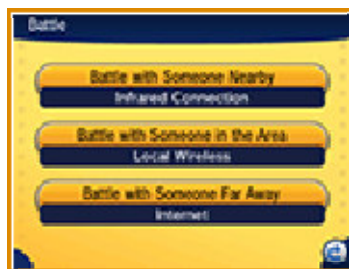 Battle
Battle with Someone Nearby
Infrared Connection
Battle with Someone in the Area
Local Wireless
Battle with Someone Far Away
Internet